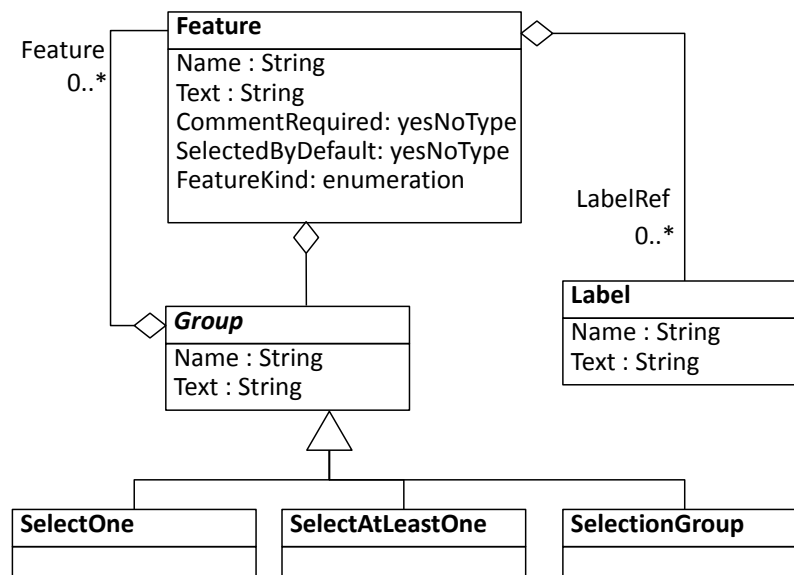 Feature
Feature
0..*
Name : String
Text : String
CommentRequired: yesNoType
SelectedByDefault: yesNoType
FeatureKind: enumeration
LabelRef
0..*
Label
Name : String
Text : String
Group
Name : String
Text : String
SelectOne
SelectAtLeastOne
SelectionGroup